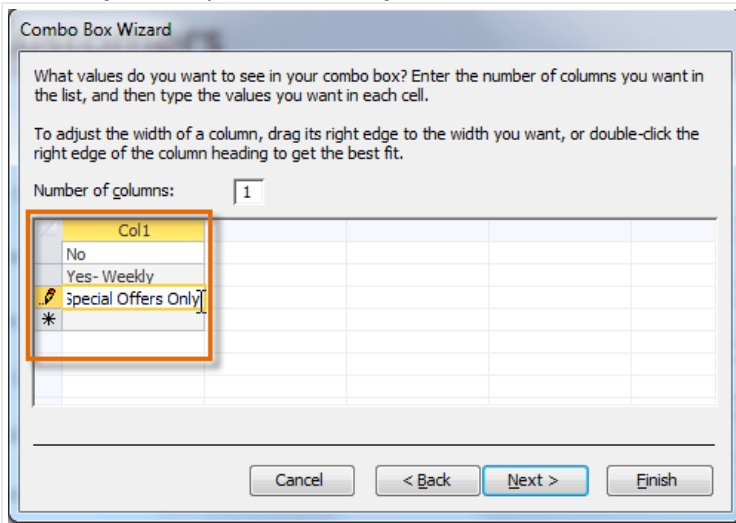 Combo Box Wizard
What values do you want to see in your combo box? Enter the number of columns you want in
the list, and then type the values you want in each cell.
To adjust the width of a column, drag its right edge to the width you want, or double-click the
right edge of the column heading to get the best fit.
Number of columns: 1
Col1
No
Yes- Weekly
Special Offers Only
Cancel < Back Next > Finish